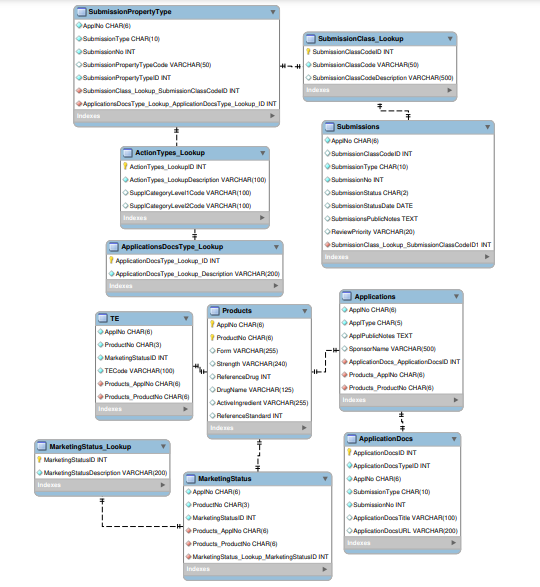 SubmissionPropertyType
ApplNo CHAR(6)
SubmissionType CHAR(10)
SubmissionNo INT
SubmissionPropertyTypeCode VARCHAR(50)
SubmissionPropertyTypeID INT
SubmissionClass_Lookup_SubmissionClassCodeID INT
ApplicationsDocsType_Lookup_ApplicationDocsType_Lookup_ID INT
Indexes
SubmissionClass_Lookup
SubmissionClassCodeID INT
SubmissionClassCode VARCHAR(50)
SubmissionClassCodeDescription VARCHAR(500)
Indexes
Submissions
ApplNo CHAR(6)
SubmissionClassCodeID INT
SubmissionType CHAR(10)
SubmissionNo INT
SubmissionStatus CHAR(2)
SubmissionStatusDate DATE
SubmissionsPublicNotes TEXT
ReviewPriority VARCHAR(20)
SubmissionClass_Lookup_SubmissionClassCodeID1 INT
Indexes
ActionTypes_Lookup
ActionTypes_LookupID INT
ActionTypes_LookupDescription VARCHAR(100)
SupplCategoryLevel1Code VARCHAR(100)
SupplCategoryLevel2Code VARCHAR(100)
Indexes
ApplicationsDocsType_Lookup
ApplicationDocsType_Lookup_ID INT
ApplicationDocsType_Lookup_Description VARCHAR(200)
Indexes
TE
ApplNo CHAR(6)
ProductNo CHAR(3)
MarketingStatusID INT
TECode VARCHAR(100)
Products_ApplNo CHAR(6)
Products_ProductNo CHAR(6)
Indexes
Products
ApplNo CHAR(6)
ProductNo CHAR(6)
Form VARCHAR(255)
Strength VARCHAR(240)
ReferenceDrug INT
DrugName VARCHAR(125)
ActiveIngredient VARCHAR(255)
ReferenceStandard INT
Indexes
Applications
ApplNo CHAR(6)
ApplType CHAR(5)
ApplPublicNotes TEXT
SponsorName VARCHAR(500)
ApplicationDocs_ApplicationDocsID INT
Products_ApplNo CHAR(6)
Products_ProductNo CHAR(6)
Indexes
MarketingStatus_Lookup
MarketingStatusID INT
MarketingStatusDescription VARCHAR(200)
Indexes
MarketingStatus
ApplNo CHAR(6)
ProductNo CHAR(3)
MarketingStatusID INT
Products_ApplNo CHAR(6)
Products_ProductNo CHAR(6)
MarketingStatus_Lookup_MarketingStatusID INT
Indexes
ApplicationDocs
ApplicationDocsID INT
ApplicationDocsTypeID INT
ApplNo CHAR(6)
SubmissionType CHAR(10)
SubmissionNo INT
ApplicationDocsTitle VARCHAR(100)
ApplicationDocsURL VARCHAR(200)
Indexes